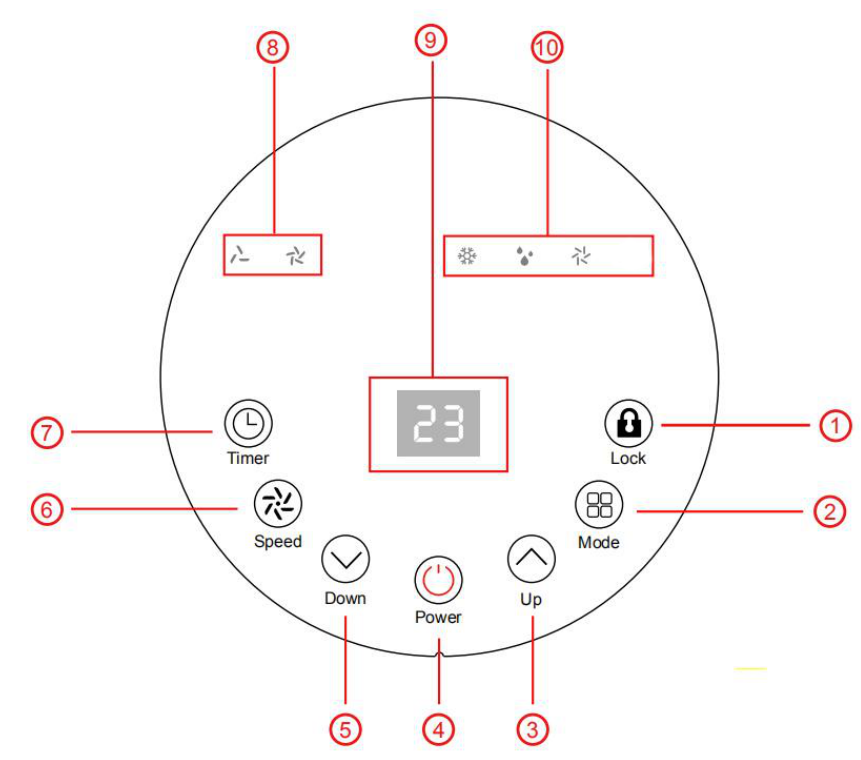 ⑧ ⑨ ⑩
23
⑦ Timer
Lock ①
⑥ Speed
Mode ②
Down
Power
Up
⑤ ④ ③